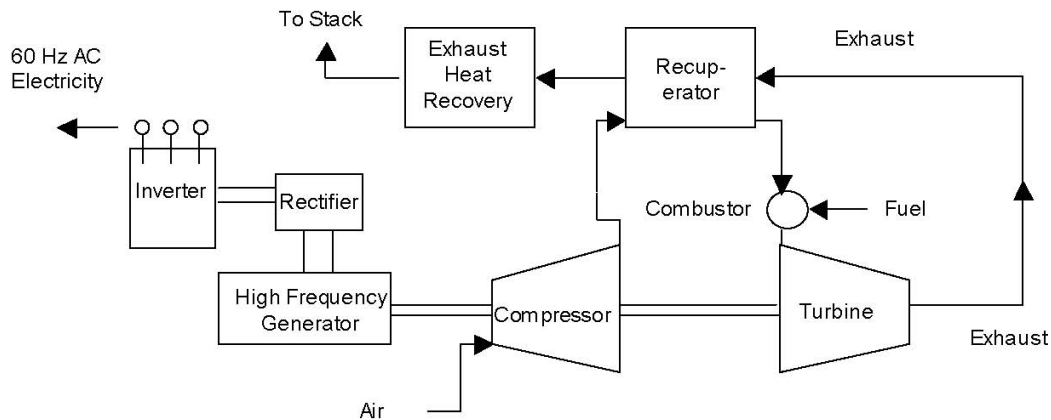 To Stack
60 Hz AC
Electricity
Exhaust
Heat
Recovery
Recup-
erator
Exhaust
Inverter
Rectifier
Combustor
Fuel
High Frequency
Generator
Compressor
Turbine
Exhaust
Air